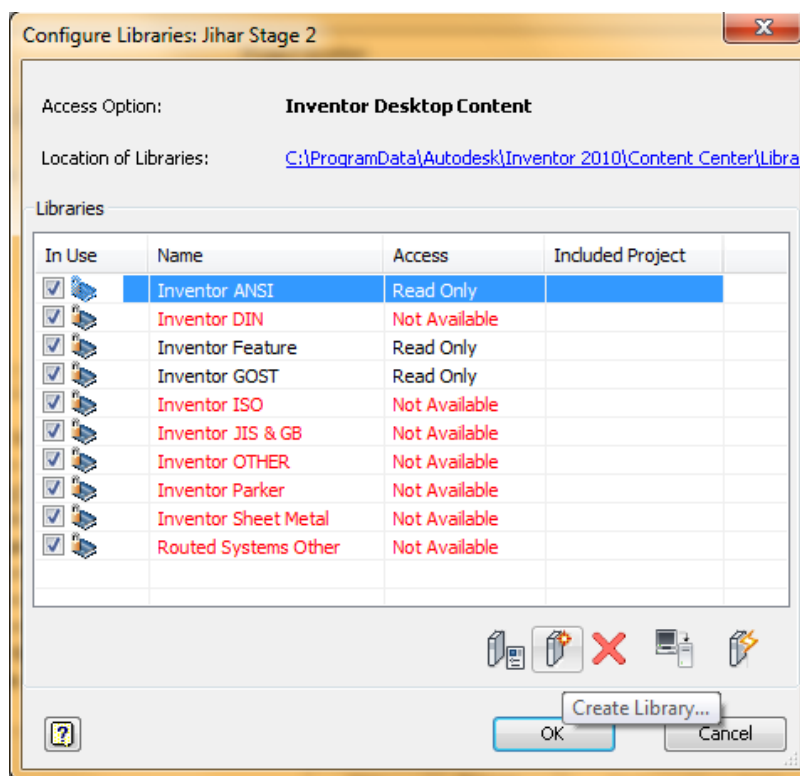 Configure Libraries: Jihar Stage 2
Access Option: Inventor Desktop Content
Location of Libraries: C:\ProgramData\Autodesk\Inventor 2010\Content Center\Libra
Libraries
In Use Name Access Included Project
Inventor ANSI Read Only
Inventor DIN Not Available
Inventor Feature Read Only
Inventor GOST Read Only
Inventor ISO Not Available
Inventor JIS & GB Not Available
Inventor OTHER Not Available
Inventor Parker Not Available
Inventor Sheet Metal Not Available
Routed Systems Other Not Available
Create Library...
OK Cancel